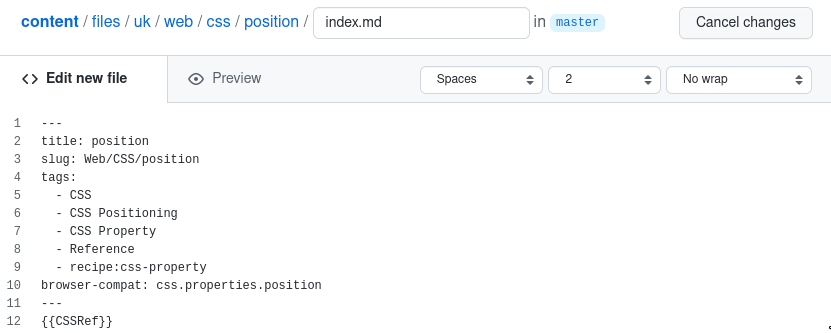 content / files / uk / web / css / position / index.md in master Cancel changes
<> Edit new file Preview Spaces 2 No wrap
1 ---
2 title: position
3 slug: Web/CSS/position
4 tags:
5   - CSS
6   - CSS Positioning
7   - CSS Property
8   - Reference
9   - recipe:css-property
10 browser-compat: css.properties.position
11 ---
12 {{CSSRef}}